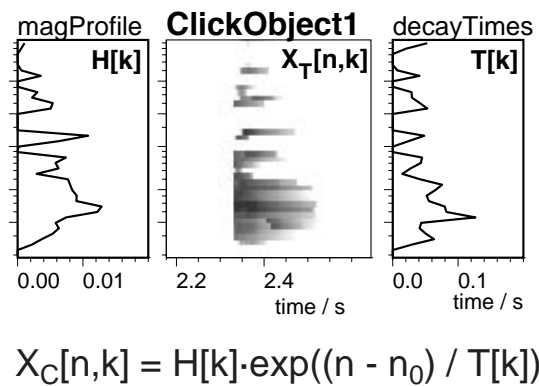 magProfile ClickObject1 decayTimes
H[k] X_T[n,k] T[k]
0.00 0.01 2.2 2.4 0.0 0.1
time / s time / s
X_C[n,k] = H[k]·exp((n - n_0) / T[k])